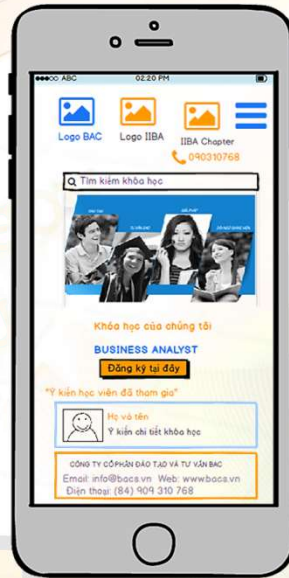 ABC 02:20 PM
Logo BAC Logo IIBA IIBA Chapter
090310768
Tìm kiếm khóa học
Khóa học của chúng tôi
BUSINESS ANALYST
Đăng ký tại đây
"Ý kiến học viên đã tham gia"
Họ và tên
Ý kiến chi tiết khóa học
CÔNG TY CỔ PHẦN ĐÀO TẠO VÀ TƯ VẤN BAC
Email: info@bacs.vn Web: www.bacs.vn
Điện thoại: (84) 909 310 768